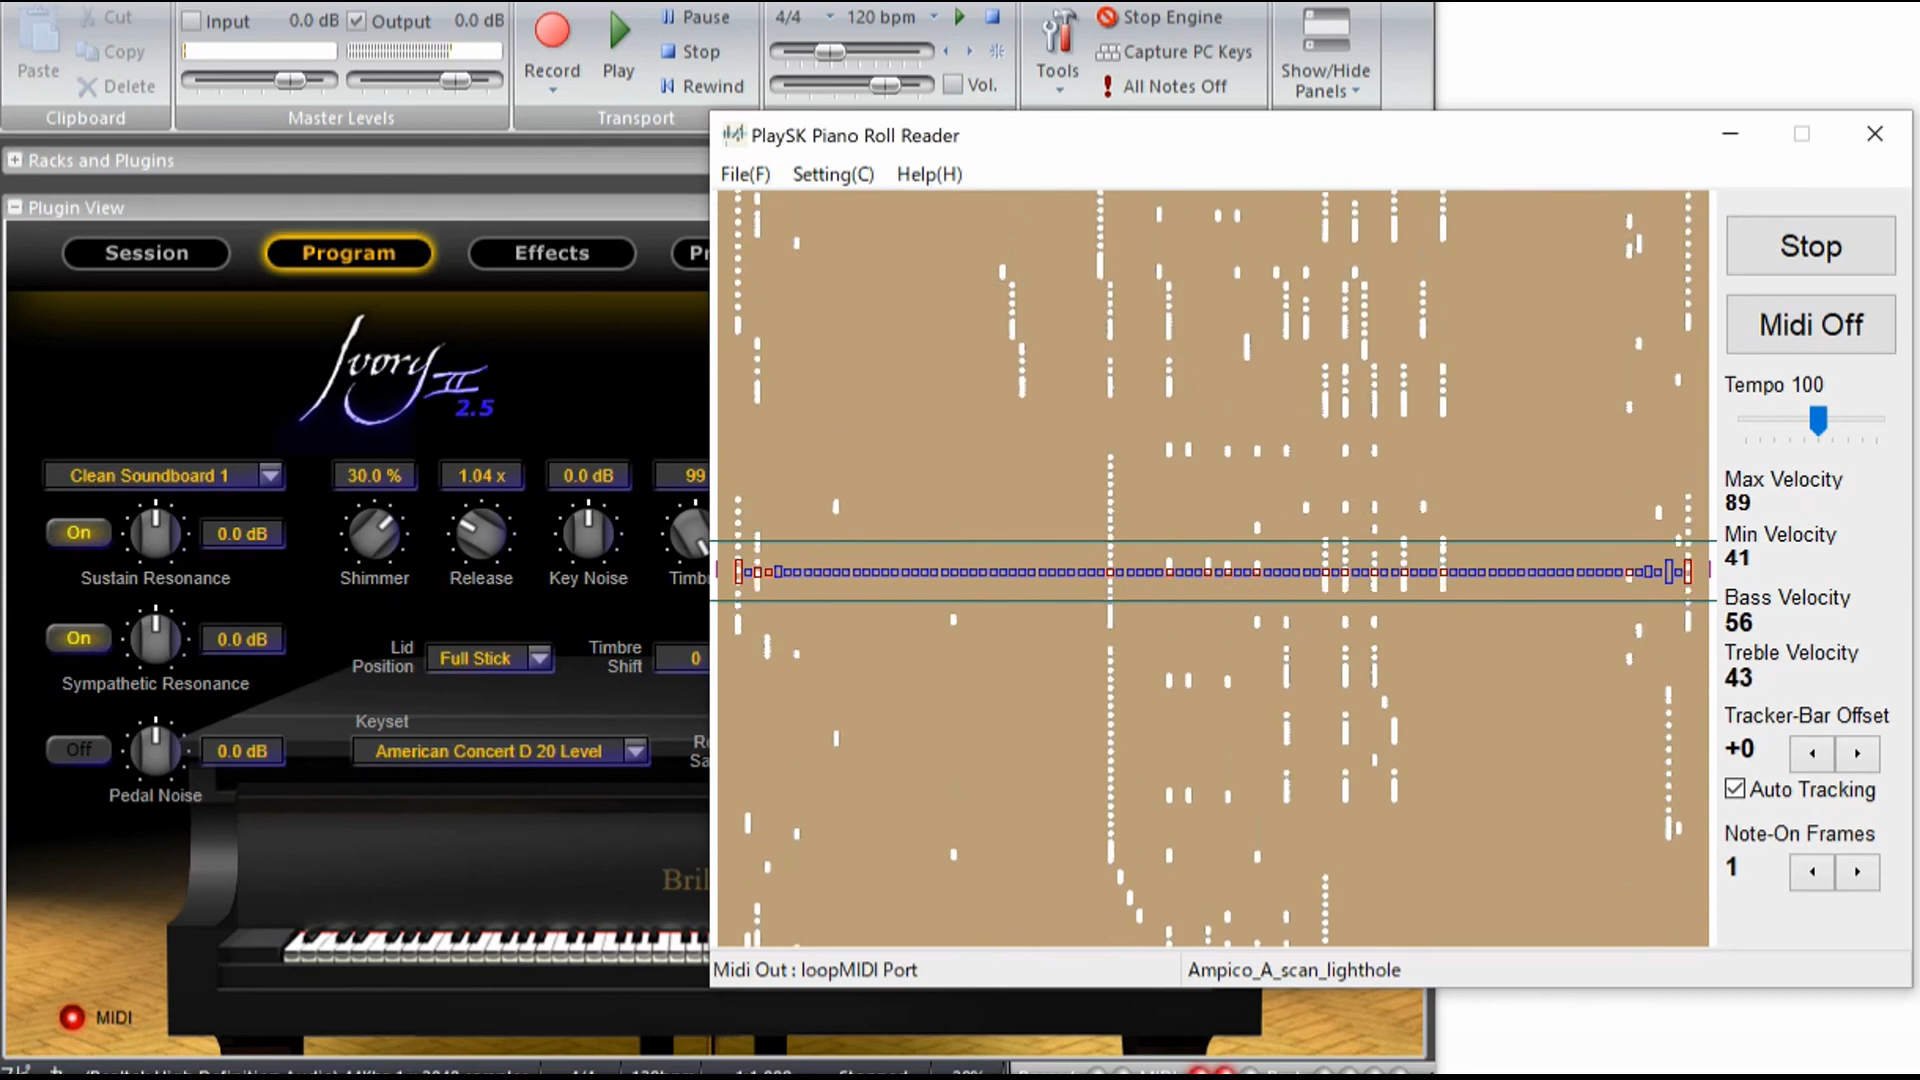 Cut
Copy
Delete
Paste
Clipboard
Input 0.0 dB
Output 0.0 dB
Master Levels
Record
Play
Pause
Stop
Rewind
Transport
4/4 120 bpm
Vol.
Tools
Stop Engine
Capture PC Keys
All Notes Off
Show/Hide
Panels
Racks and Plugins
Plugin View
Session
Program
Effects
Ivory II
2.5
Clean Soundboard 1
30.0 %
1.04 x
0.0 dB
99
On
0.0 dB
Sustain Resonance
Shimmer
Release
Key Noise
On
0.0 dB
Sympathetic Resonance
Lid
Position
Full Stick
Timbre
Shift
0
Off
0.0 dB
Pedal Noise
Keyset
American Concert D 20 Level
MIDI
PlaySK Piano Roll Reader
File(F) Setting(C) Help(H)
Stop
Midi Off
Tempo 100
Max Velocity
89
Min Velocity
41
Bass Velocity
56
Treble Velocity
43
Tracker-Bar Offset
+0
Auto Tracking
Note-On Frames
1
Midi Out : loopMIDI Port
Ampico_A_scan_lighthole